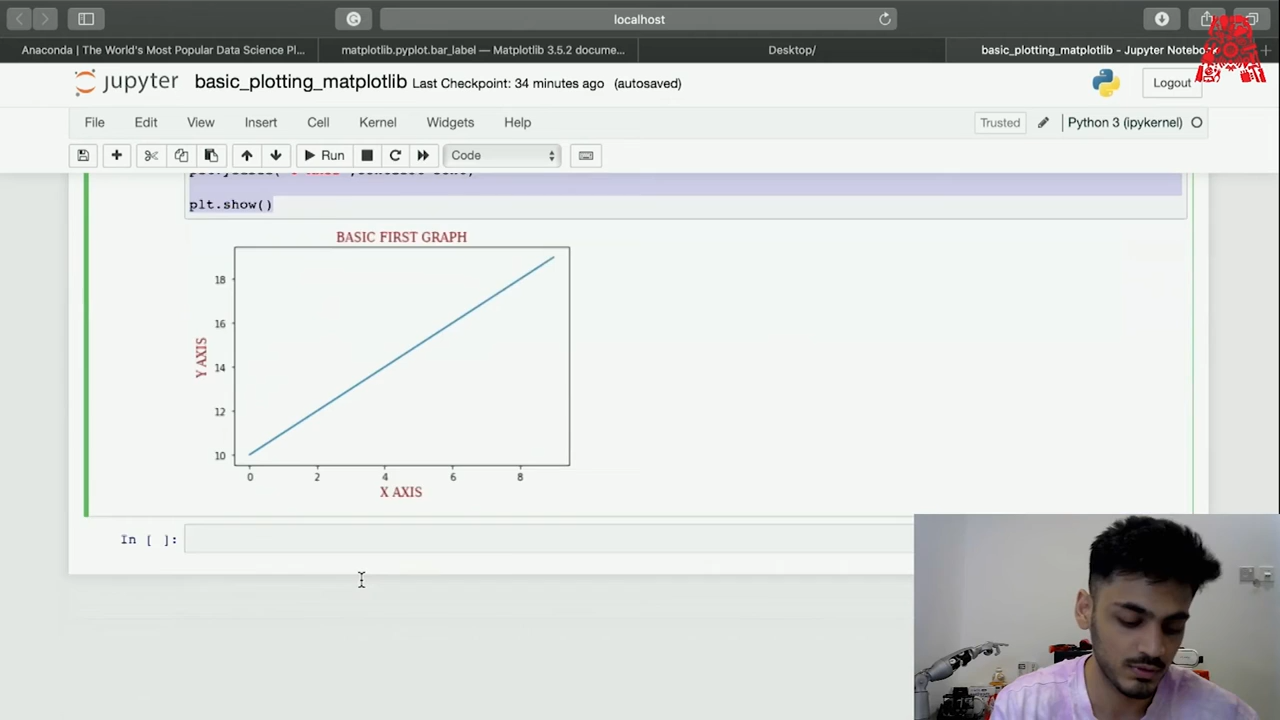 localhost
Anaconda | The World's Most Popular Data Science Pl...
matplotlib.pyplot.bar_label — Matplotlib 3.5.2 docume...
Desktop/
basic_plotting_matplotlib - Jupyter Notebook
jupyter basic_plotting_matplotlib Last Checkpoint: 34 minutes ago (autosaved)
Logout
File Edit View Insert Cell Kernel Widgets Help
Trusted Python 3 (ipykernel)
Run Code
plt.show()
BASIC FIRST GRAPH
Y AXIS
18
16
14
12
10
0 2 4 6 8
X AXIS
In [ ]: